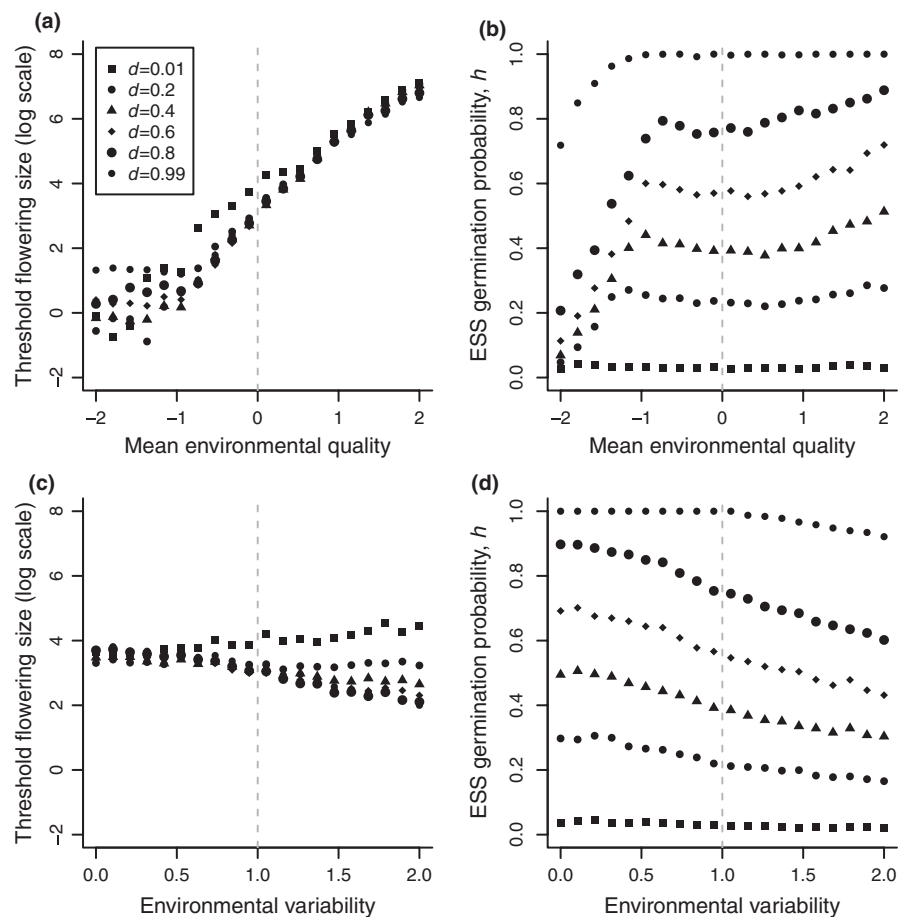 (a)
Threshold flowering size (log scale)
8
6
4
2
0
−2
d=0.01
d=0.2
d=0.4
d=0.6
d=0.8
d=0.99
−2 −1 0 1 2
Mean environmental quality
(b)
ESS germination probability, h
1.0
0.8
0.6
0.4
0.2
0.0
−2 −1 0 1 2
Mean environmental quality
(c)
Threshold flowering size (log scale)
8
6
4
2
0
−2
0.0 0.5 1.0 1.5 2.0
Environmental variability
(d)
ESS germination probability, h
1.0
0.8
0.6
0.4
0.2
0.0
0.0 0.5 1.0 1.5 2.0
Environmental variability